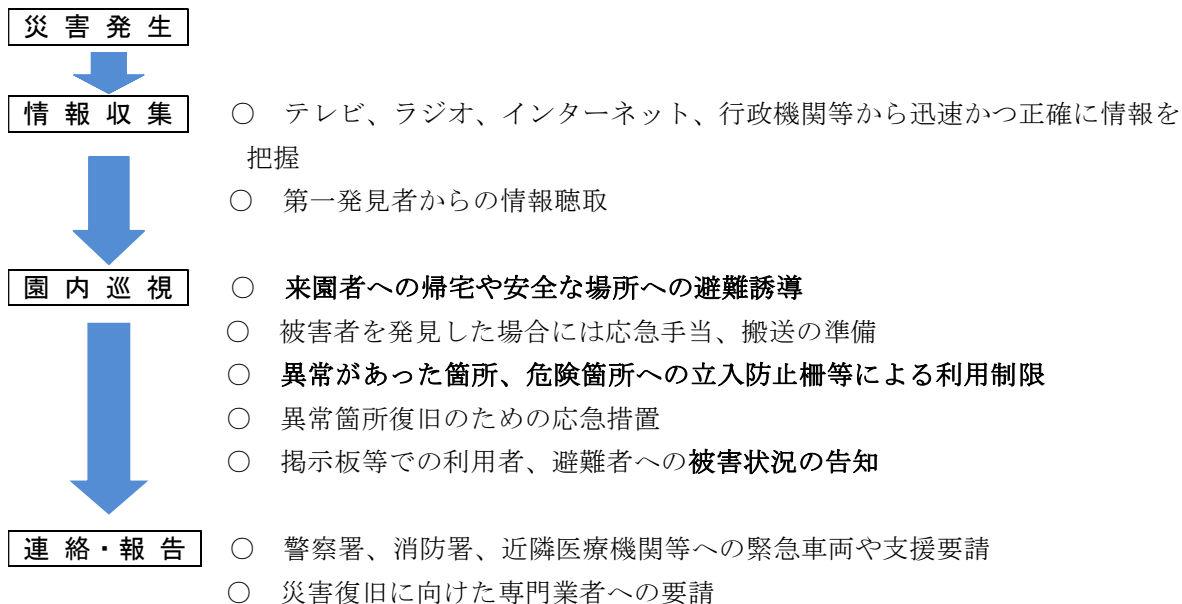 災害発生
情報収集
○ テレビ、ラジオ、インターネット、行政機関等から迅速かつ正確に情報を
把握
○ 第一発見者からの情報聴取
園内巡視
○ 来園者への帰宅や安全な場所への避難誘導
○ 被害者を発見した場合には応急手当、搬送の準備
○ 異常があった箇所、危険箇所への立入防止柵等による利用制限
○ 異常箇所復旧のための応急措置
○ 掲示板等での利用者、避難者への被害状況の告知
連絡・報告
○ 警察署、消防署、近隣医療機関等への緊急車両や支援要請
○ 災害復旧に向けた専門業者への要請